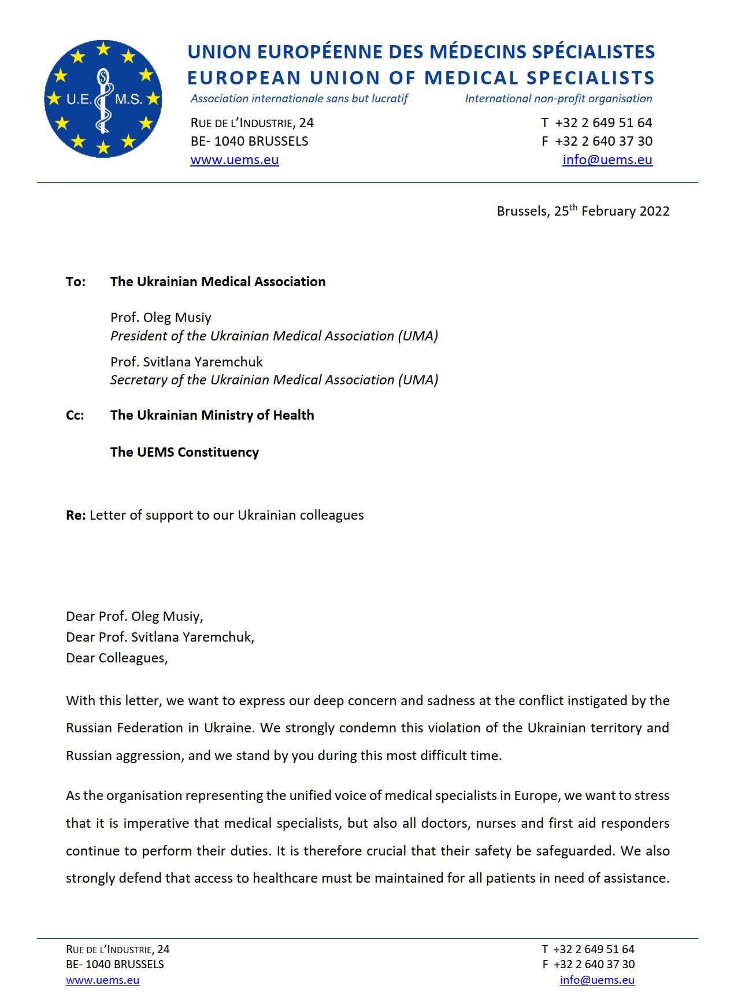 UNION EUROPÉENNE DES MÉDECINS SPÉCIALISTES
EUROPEAN UNION OF MEDICAL SPECIALISTS
Association internationale sans but lucratif International non-profit organisation
U.E. S M.S.
RUE DE L'INDUSTRIE, 24 T +32 2 649 51 64
BE- 1040 BRUSSELS F +32 2 640 37 30
www.uems.eu info@uems.eu
Brussels, 25th February 2022
To: The Ukrainian Medical Association
Prof. Oleg Musiy
President of the Ukrainian Medical Association (UMA)
Prof. Svitlana Yaremchuk
Secretary of the Ukrainian Medical Association (UMA)
Cc: The Ukrainian Ministry of Health
The UEMS Constituency
Re: Letter of support to our Ukrainian colleagues
Dear Prof. Oleg Musiy,
Dear Prof. Svitlana Yaremchuk,
Dear Colleagues,
With this letter, we want to express our deep concern and sadness at the conflict instigated by the
Russian Federation in Ukraine. We strongly condemn this violation of the Ukrainian territory and
Russian aggression, and we stand by you during this most difficult time.
As the organisation representing the unified voice of medical specialists in Europe, we want to stress
that it is imperative that medical specialists, but also all doctors, nurses and first aid responders
continue to perform their duties. It is therefore crucial that their safety be safeguarded. We also
strongly defend that access to healthcare must be maintained for all patients in need of assistance.
RUE DE L'INDUSTRIE, 24 T +32 2 649 51 64
BE- 1040 BRUSSELS F +32 2 640 37 30
www.uems.eu info@uems.eu